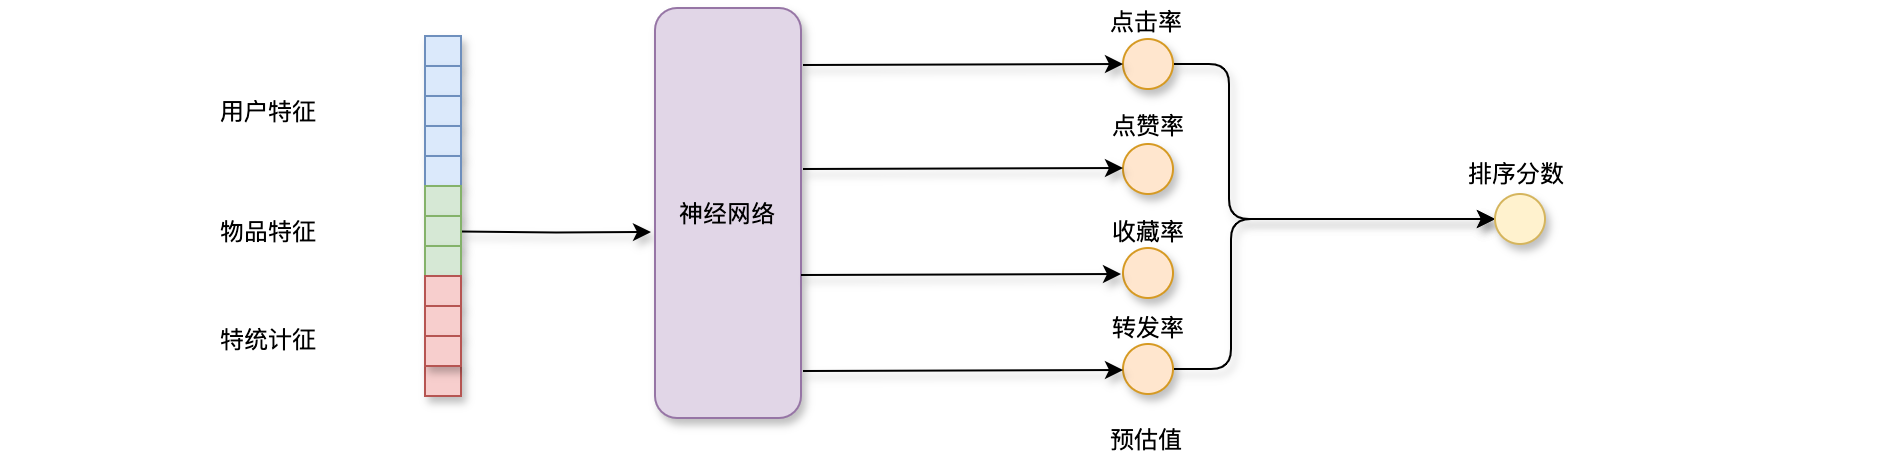 用户特征
物品特征
特统计征
神经网络
点击率
点赞率
收藏率
转发率
预估值
排序分数